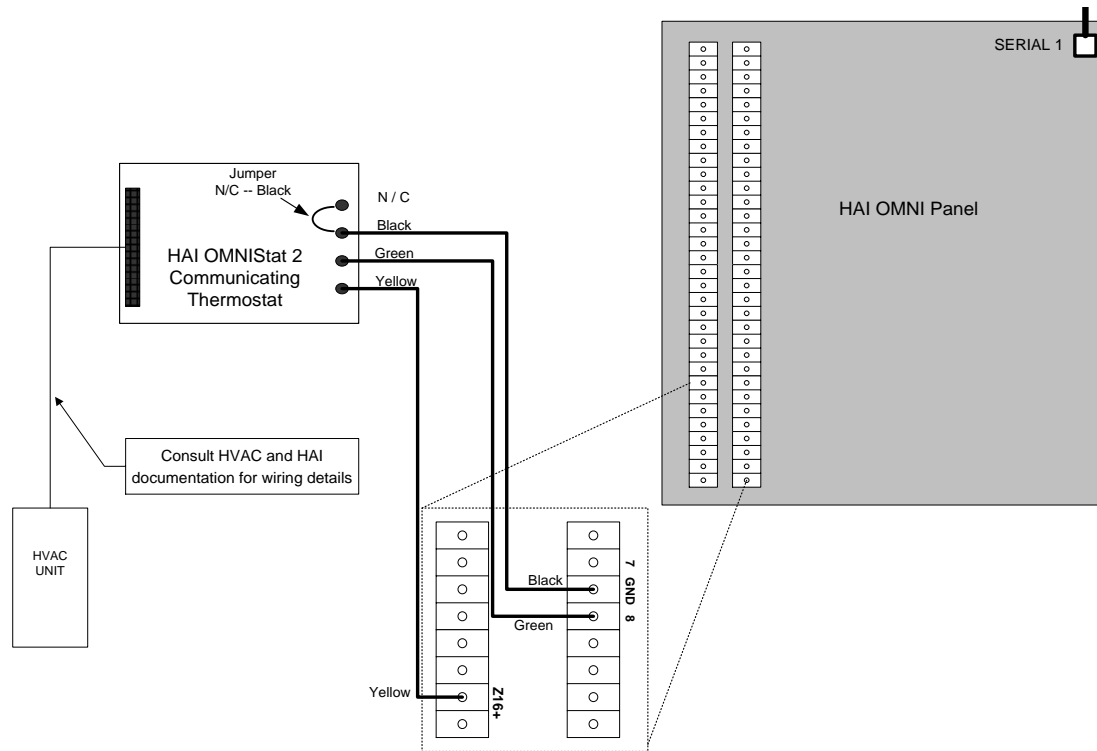 SERIAL 1
HAI OMNI Panel
Jumper
N/C -- Black
N / C
Black
Green
Yellow
HAI OMNIStat 2
Communicating
Thermostat
Consult HVAC and HAI
documentation for wiring details
HVAC
UNIT
Black
Green
Yellow
7 GND 8
Z16+